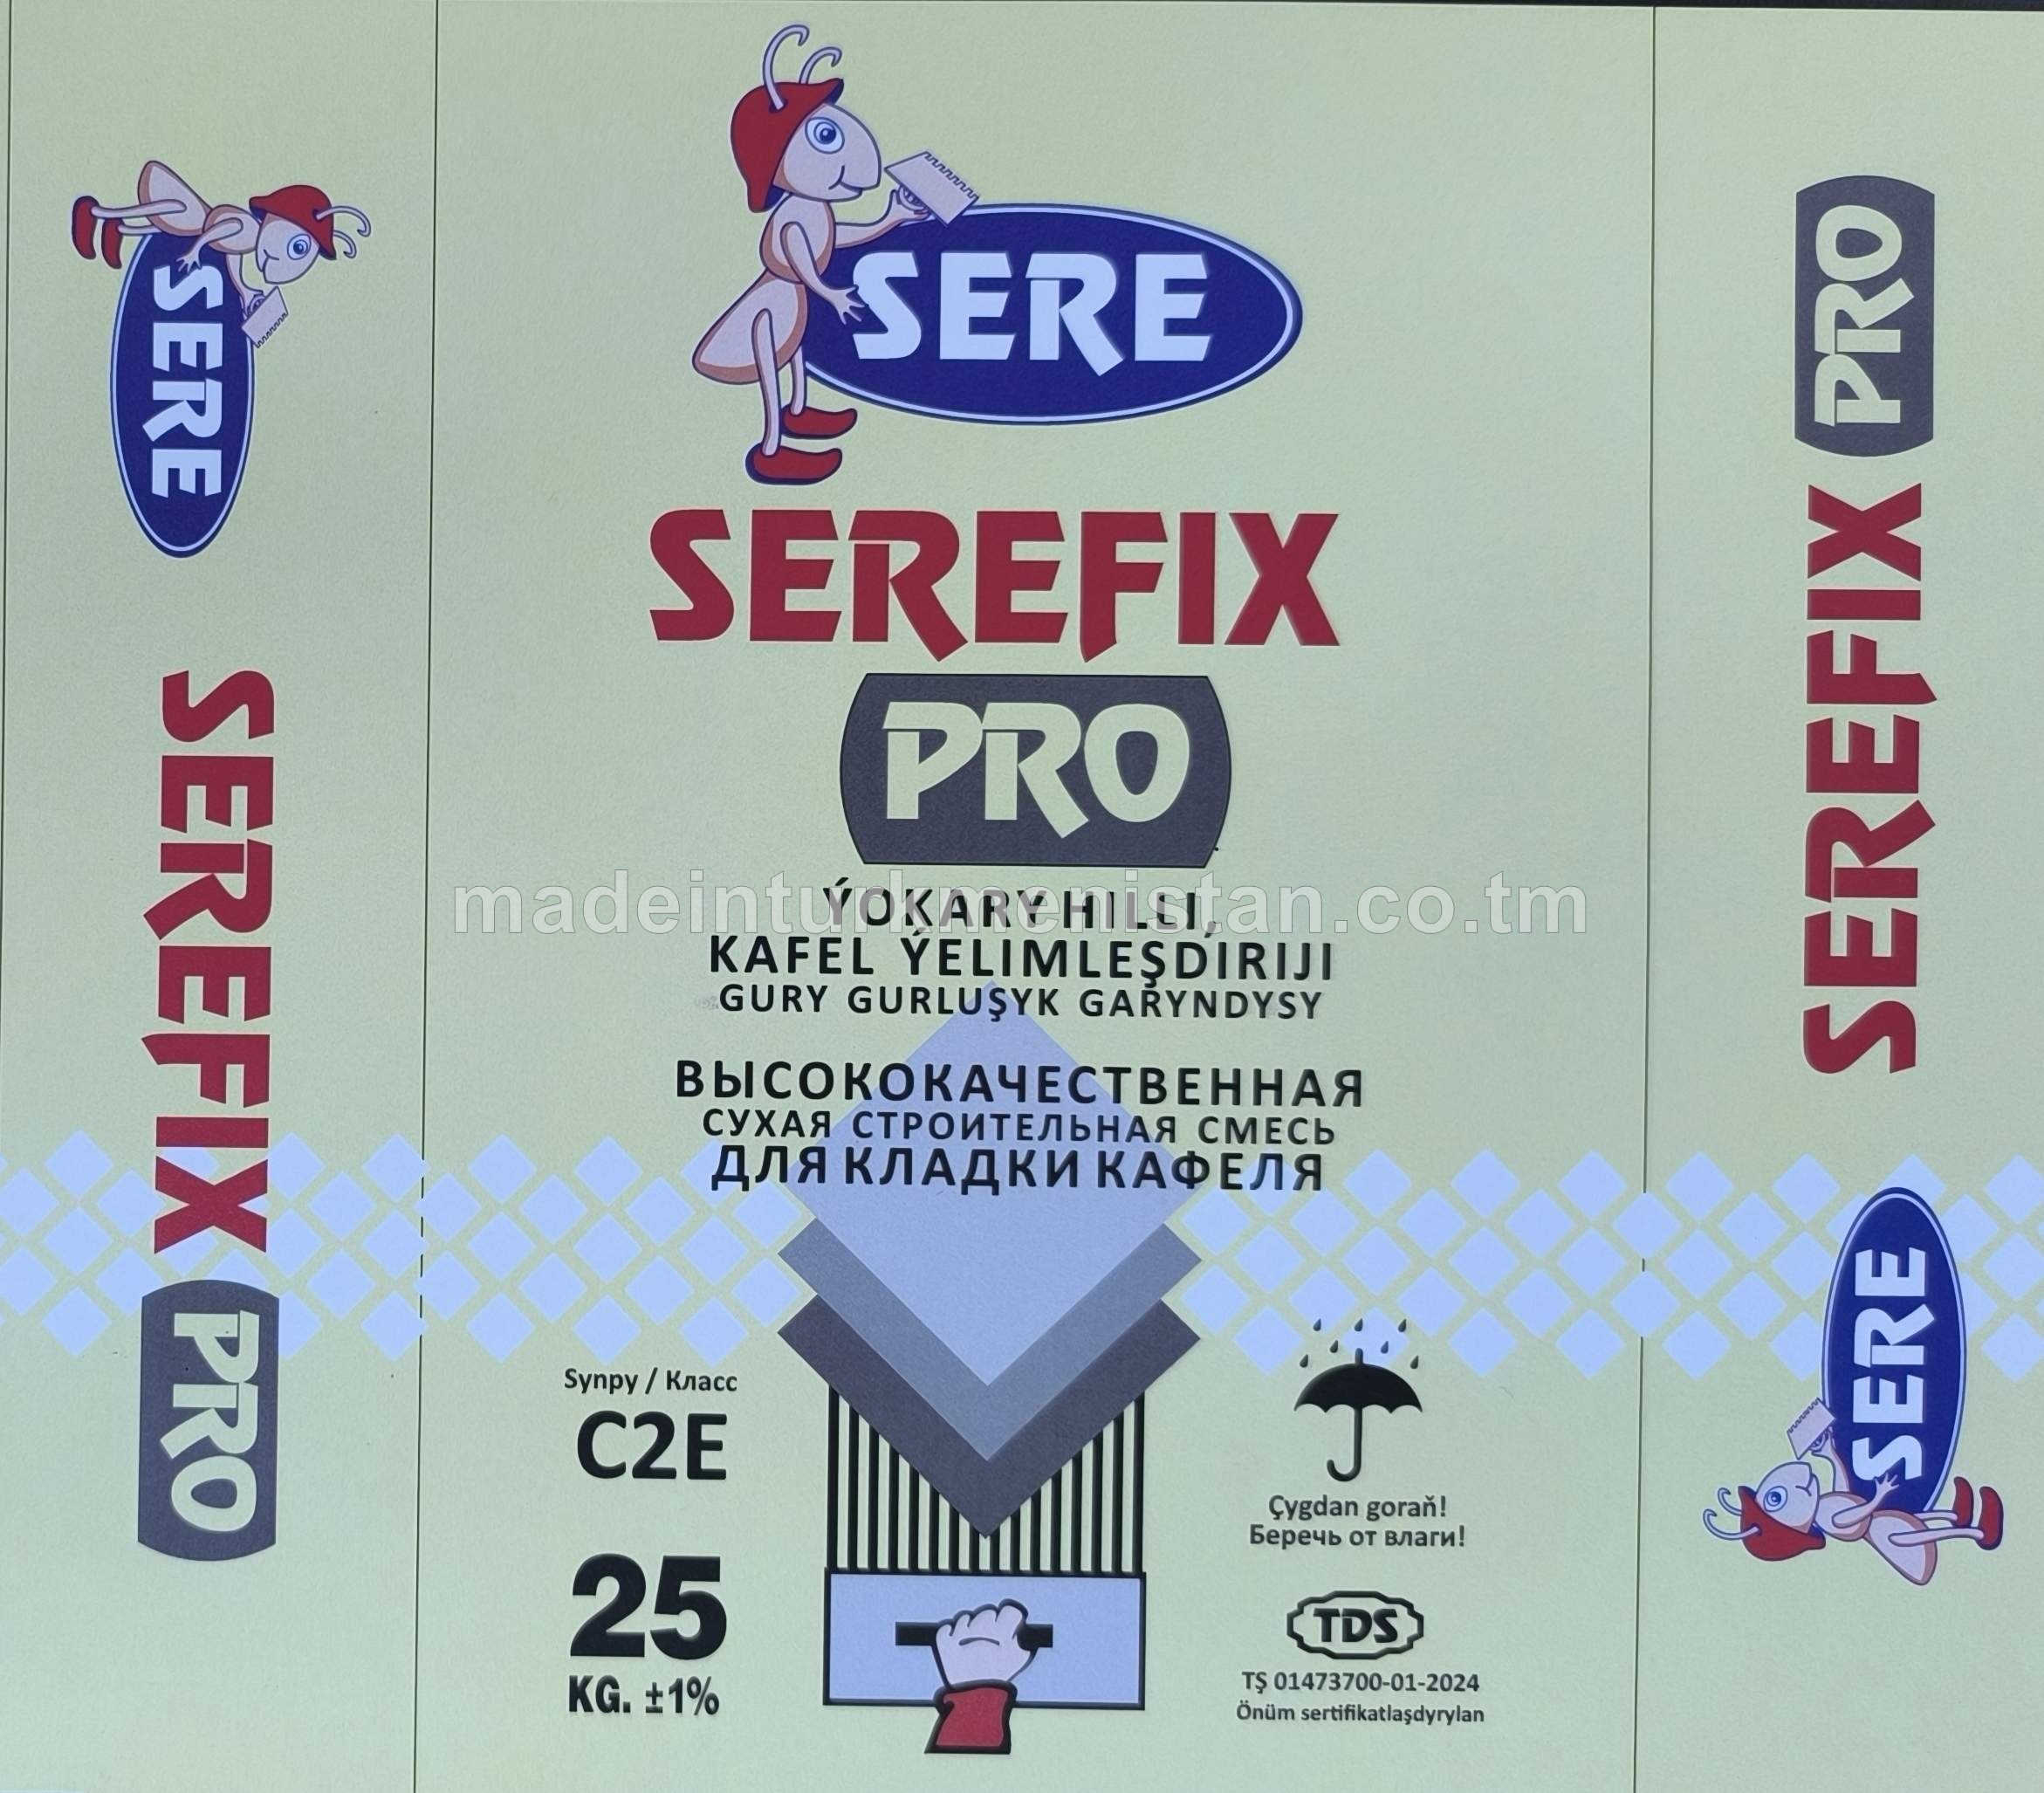 SERE
SEREFIX
PRO
SERE
SEREFIX
PRO
ÝOKARY HILLI,
KAFEL ÝELIMLEŞDIRIJI
GURY GURLUŞYK GARYNDYSY
ВЫСОКОКАЧЕСТВЕННАЯ
СУХАЯ СТРОИТЕЛЬНАЯ СМЕСЬ
ДЛЯ КЛАДКИ КАФЕЛЯ
Synpy / Класс
C2E
25
KG. ±1%
Çygdan goraň!
Беречь от влаги!
TDS
TŞ 01473700-01-2024
Önüm sertifikatlaşdyrylan
SEREFIX
PRO
SERE
madeinturkmenistan.co.tm